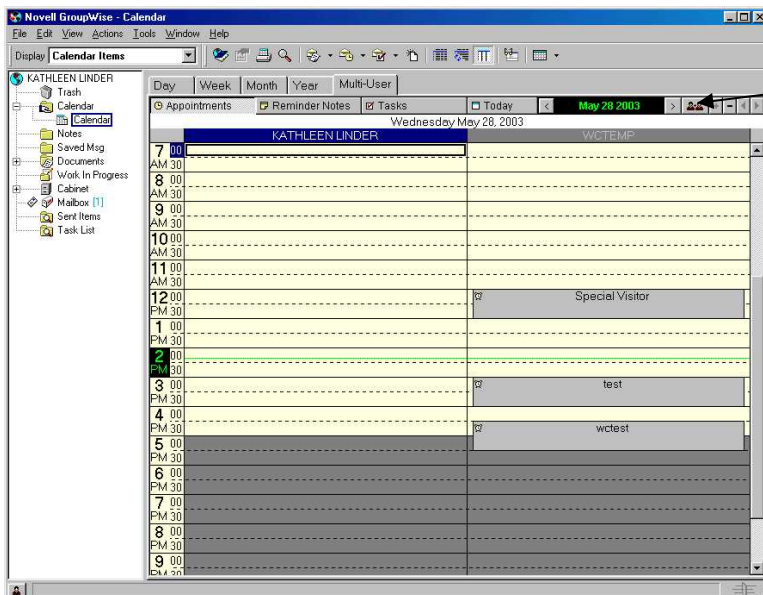 Novell GroupWise - Calendar
File Edit View Actions Tools Window Help
Display Calendar Items
KATHLEEN LINDER
Trash
Calendar
Calendar
Notes
Saved Msg
Documents
Work In Progress
Cabinet
Mailbox [1]
Sent Items
Task List
Day Week Month Year Multi-User
Appointments Reminder Notes Tasks Today < May 28 2003 >
Wednesday May 28, 2003
KATHLEEN LINDER WCTEMP
7 00
AM 30
8 00
AM 30
9 00
AM 30
10 00
AM 30
11 00
AM 30
12 00 Special Visitor
PM 30
1 00
PM 30
2 00
PM 30
3 00 test
PM 30
4 00
PM 30 wctest
5 00
PM 30
6 00
PM 30
7 00
PM 30
8 00
PM 30
9 00
PM 30